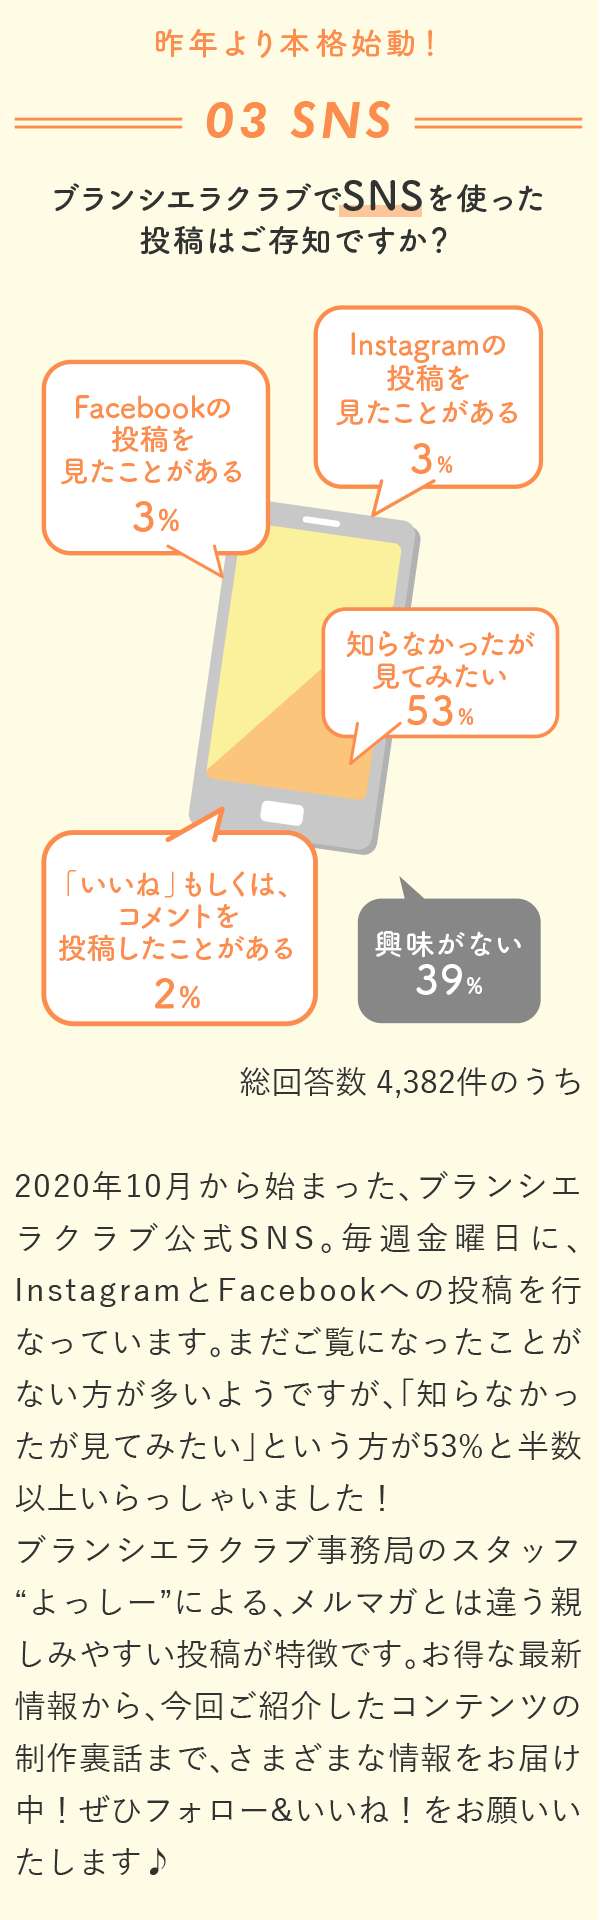 昨年より本格始動！
03 SNS
ブランシエラクラブでSNSを使った
投稿はご存知ですか？
Instagramの
投稿を
見たことがある
3%
Facebookの
投稿を
見たことがある
3%
知らなかったが
見てみたい
53%
「いいね」もしくは、
コメントを
投稿したことがある
2%
興味がない
39%
総回答数 4,382件のうち
2020年10月から始まった、ブランシエ
ラクラブ公式SNS。毎週金曜日に、
InstagramとFacebookへの投稿を行
なっています。まだご覧になったことが
ない方が多いようですが、「知らなかっ
たが見てみたい」という方が53%と半数
以上いらっしゃいました！
ブランシエラクラブ事務局のスタッフ
“よっしー”による、メルマガとは違う親
しみやすい投稿が特徴です。お得な最新
情報から、今回ご紹介したコンテンツの
制作裏話まで、さまざまな情報をお届け
中！ぜひフォロー&いいね！をお願いい
たします♪